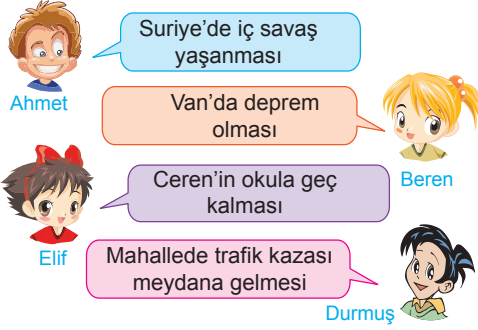 Suriye’de iç savaş
yaşanması
Ahmet
Van’da deprem
olması
Beren
Ceren’in okula geç
kalması
Elif
Mahallede trafik kazası
meydana gelmesi
Durmuş